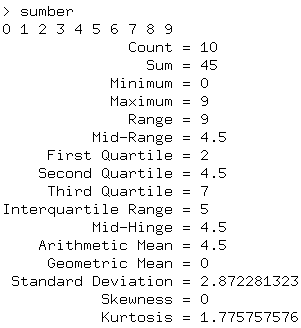 > sumber
0 1 2 3 4 5 6 7 8 9
Count = 10
Sum = 45
Minimum = 0
Maximum = 9
Range = 9
Mid-Range = 4.5
First Quartile = 2
Second Quartile = 4.5
Third Quartile = 7
Interquartile Range = 5
Mid-Hinge = 4.5
Arithmetic Mean = 4.5
Geometric Mean = 0
Standard Deviation = 2.872281323
Skewness = 0
Kurtosis = 1.775757576